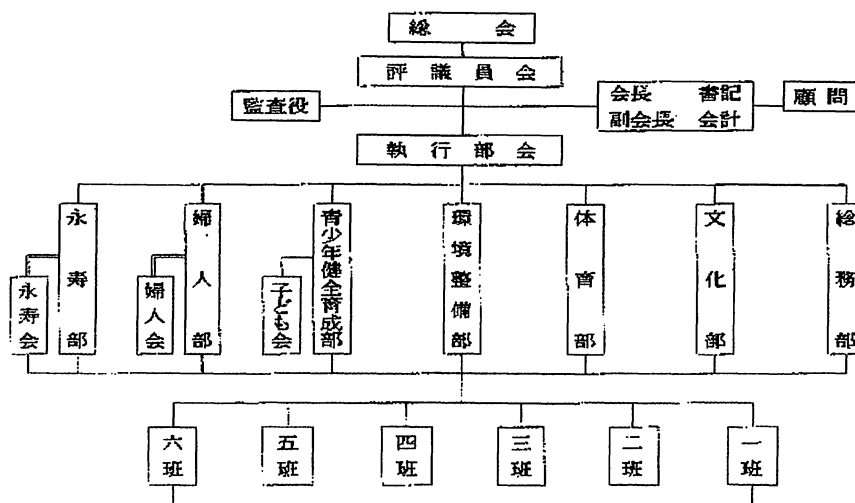 総会
評議員会
監査役
会長 書記
副会長 会計
顧問
執行部会
永寿部
婦人部
青少年健全育成部
環境整備部
体育部
文化部
総務部
永寿会
婦人会
子ども会
六班
五班
四班
三班
二班
一班